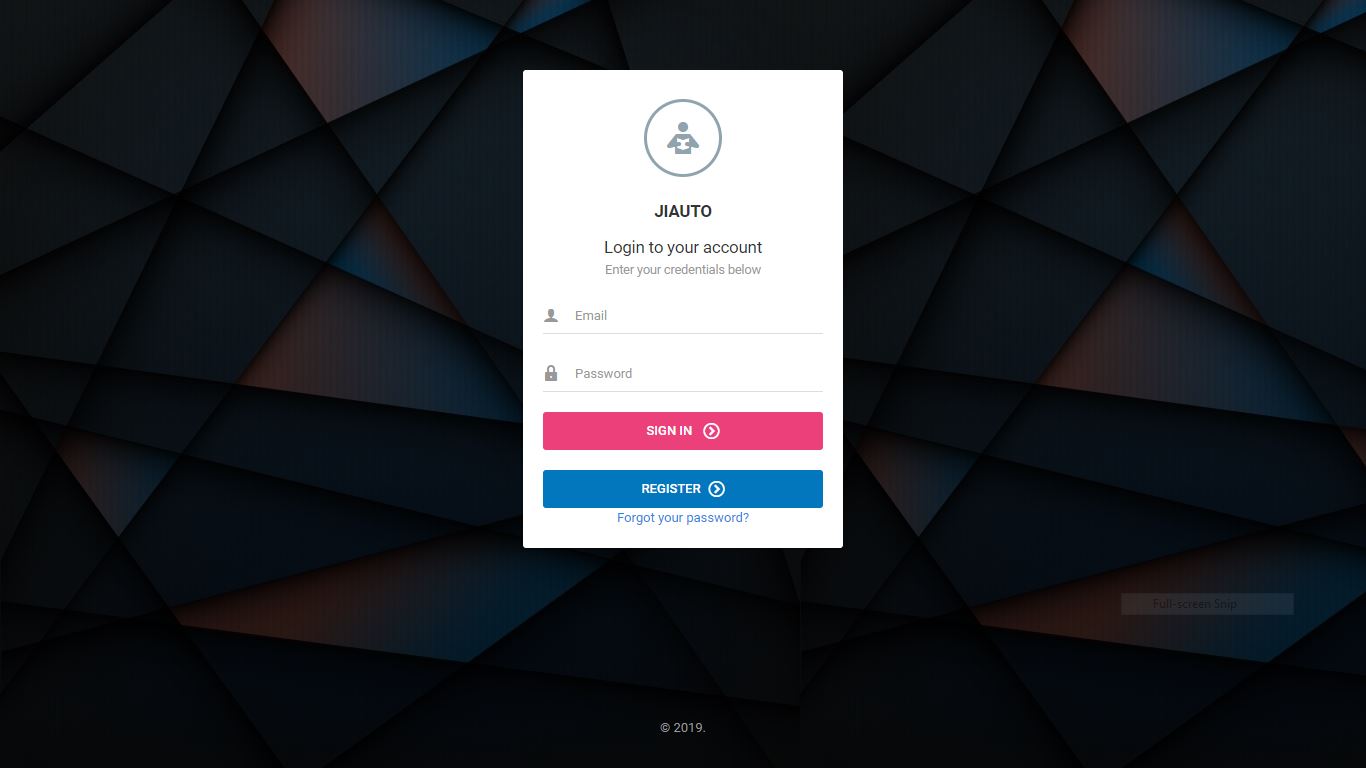 JIAUTO
Login to your account
Enter your credentials below
Email
Password
SIGN IN
REGISTER
Forgot your password?
Full-screen Snip
© 2019.